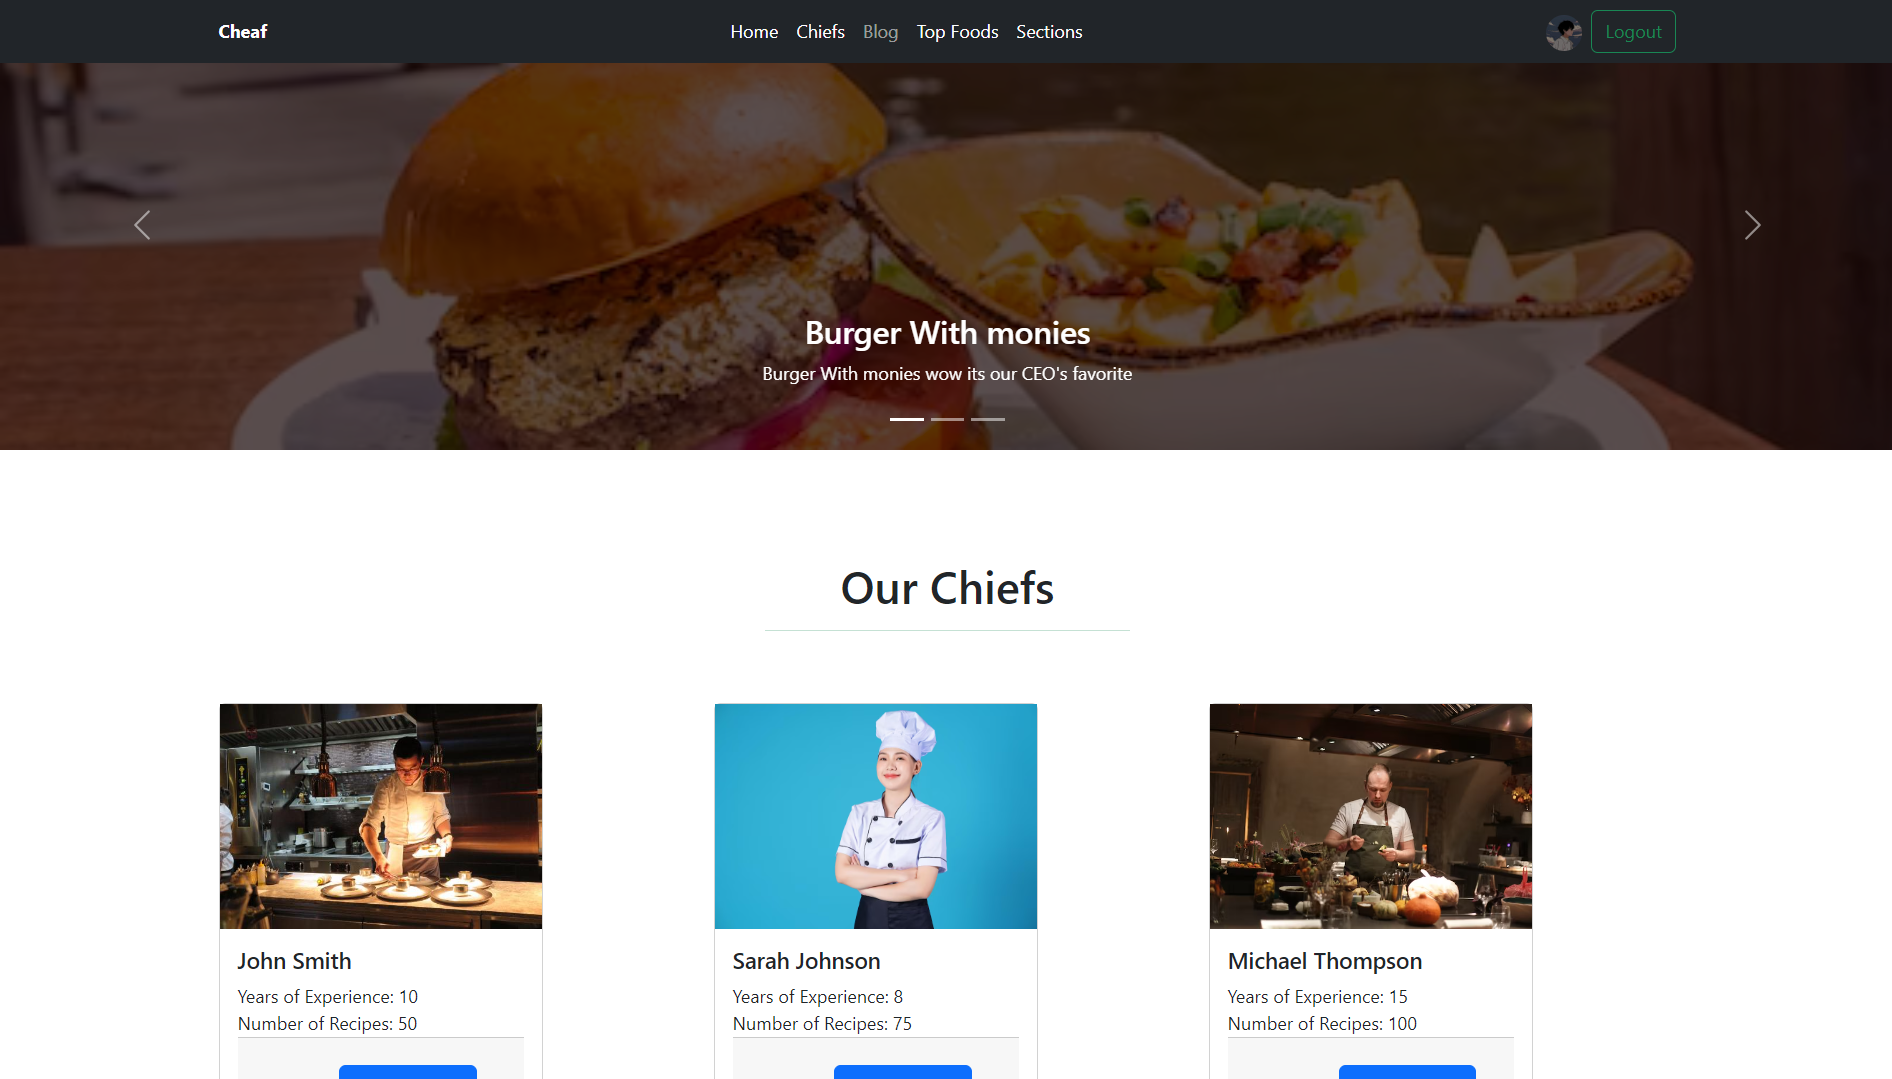 Cheaf
Home Chiefs Blog Top Foods Sections
Logout
Burger With monies
Burger With monies wow its our CEO's favorite
Our Chiefs
John Smith
Years of Experience: 10
Number of Recipes: 50
Sarah Johnson
Years of Experience: 8
Number of Recipes: 75
Michael Thompson
Years of Experience: 15
Number of Recipes: 100